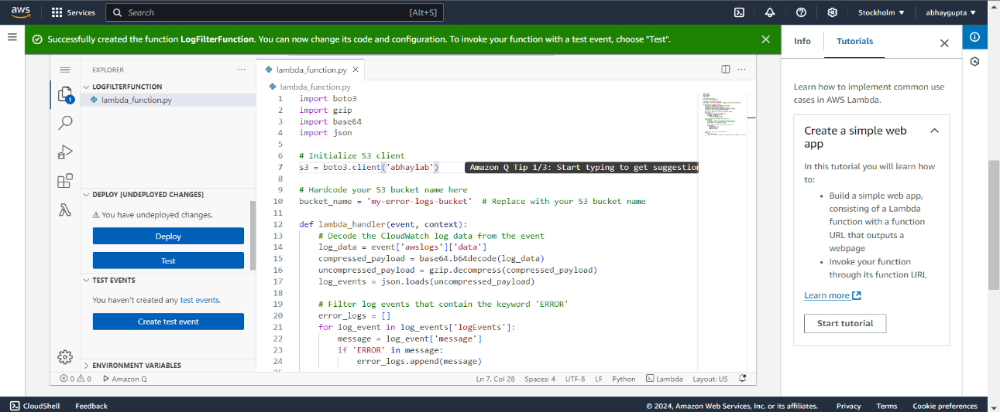 aws Services Search [Alt+S] Stockholm ▼ abhaygupta ▼
Successfully created the function LogFilterFunction. You can now change its code and configuration. To invoke your function with a test event, choose "Test".
EXPLORER
LOGFILTERFUNCTION
lambda_function.py
1
DEPLOY [UNDEPLOYED CHANGES]
You have undeployed changes.
Deploy
Test
TEST EVENTS
You haven't created any test events.
Create test event
ENVIRONMENT VARIABLES
lambda_function.py
lambda_function.py
1 import boto3
2 import gzip
3 import base64
4 import json
5
6 # Initialize S3 client
7 s3 = boto3.client('abhaylab') Amazon Q Tip 1/3: Start typing to get suggestion
8
9 # Hardcode your S3 bucket name here
10 bucket_name = 'my-error-logs-bucket' # Replace with your S3 bucket name
11
12 def lambda_handler(event, context):
13 # Decode the CloudWatch log data from the event
14 log_data = event['awslogs']['data']
15 compressed_payload = base64.b64decode(log_data)
16 uncompressed_payload = gzip.decompress(compressed_payload)
17 log_events = json.loads(uncompressed_payload)
18
19 # Filter log events that contain the keyword 'ERROR'
20 error_logs = []
21 for log_event in log_events['logEvents']:
22 message = log_event['message']
23 if 'ERROR' in message:
24 error_logs.append(message)
0 0 Amazon Q Ln 7, Col 28 Spaces: 4 UTF-8 LF Python Lambda Layout: US
Info Tutorials
Learn how to implement common use
cases in AWS Lambda.
Create a simple web
app
In this tutorial you will learn how
to:
• Build a simple web app,
consisting of a Lambda
function with a function
URL that outputs a
webpage
• Invoke your function
through its function URL
Learn more
Start tutorial
CloudShell Feedback © 2024, Amazon Web Services, Inc. or its affiliates. Privacy Terms Cookie preferences